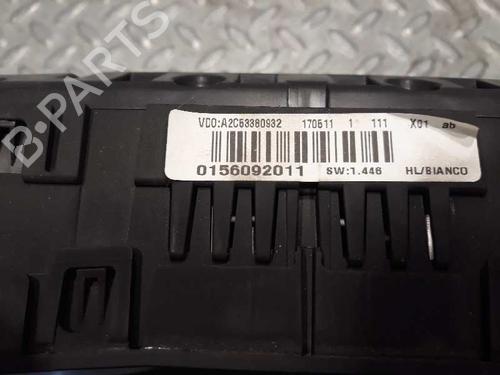 VDO:A2C53380932 170511 1 111 X01 ab
0156092011 SW:1.446 HL/BIANCO
B-PARTS